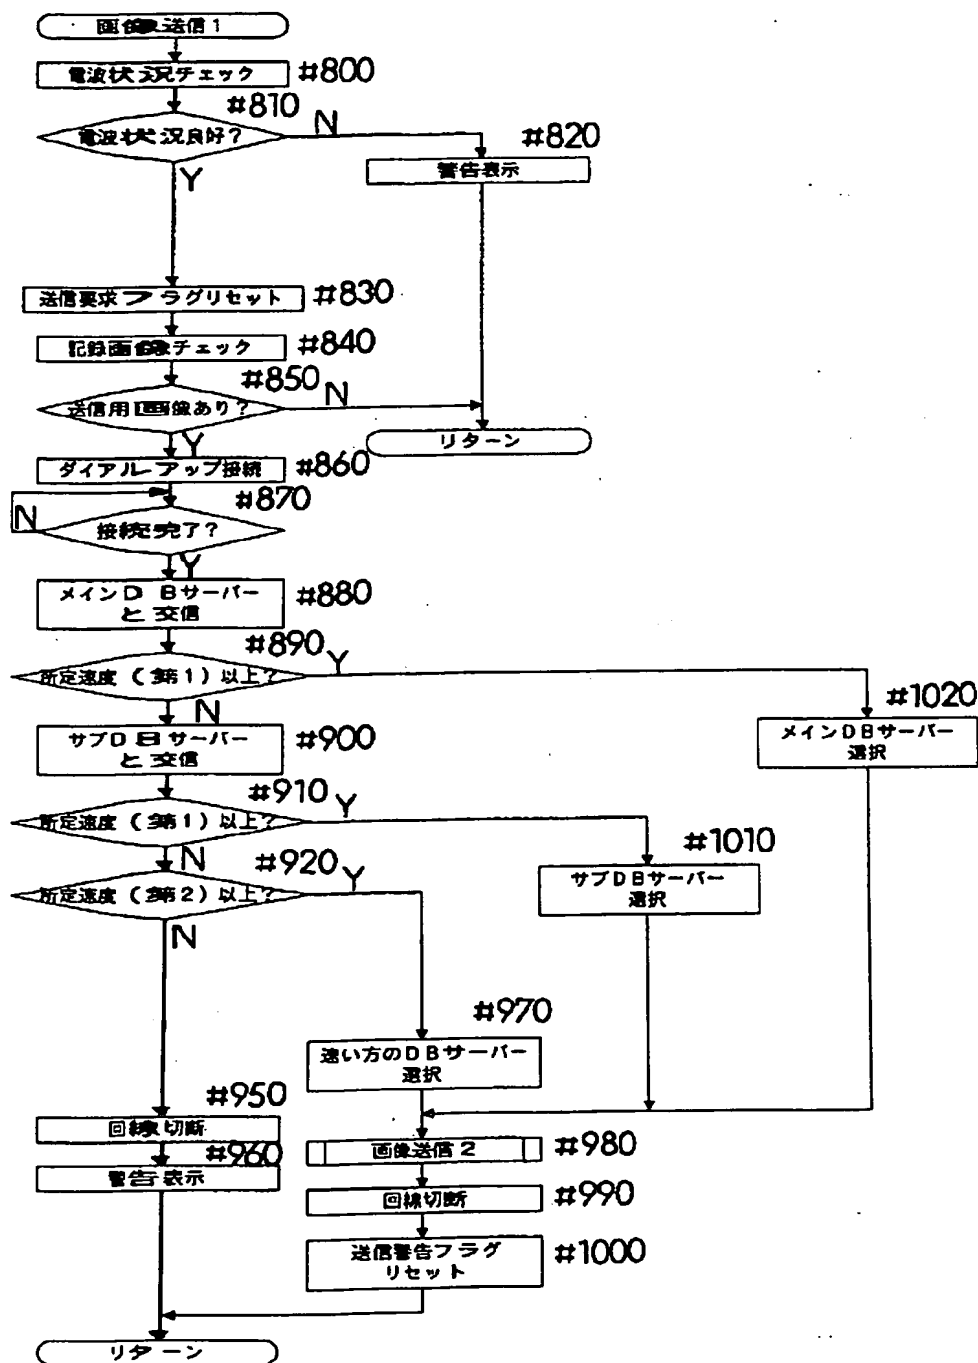 画像送信1
電波状況チェック #800
#810
電波状況良好? N
#820
警告表示
Y
送信要求フラグリセット #830
記録画像チェック #840
#850
送信用画像あり? N
リターン
Y
ダイアルーアップ接続 #860
#870
N
接続完了?
Y
メインDBサーバー
と交信
#880
#890
所定速度(第1)以上? Y
#1020
メインDBサーバー
選択
N
サブDBサーバー
と交信
#900
#910
所定速度(第1)以上? Y
#1010
サブDBサーバー
選択
N
#920
所定速度(第2)以上? Y
N
#970
速い方のDBサーバー
選択
#950
回線切断
#960
警告表示
画像送信2 #980
回線切断 #990
送信警告フラグ
リセット
#1000
リターン